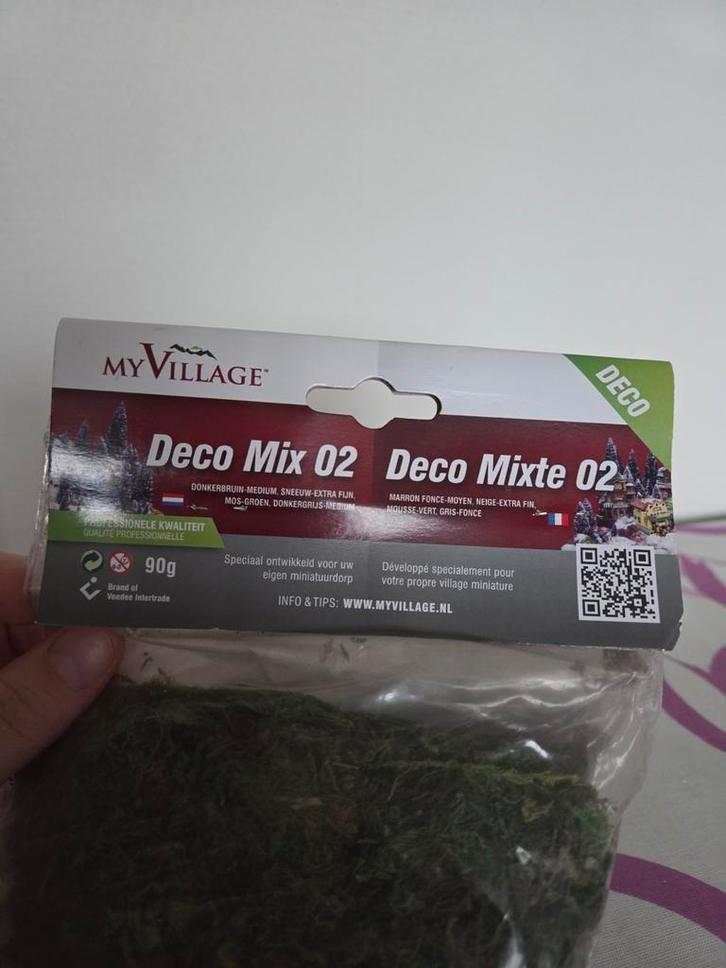 MYVILLAGE™
DECO
Deco Mix 02
DONKERBRUIN-MEDIUM, SNEEUW-EXTRA FIJN,
MOS-GROEN, DONKERGRIJS-MEDIUM
Deco Mixte 02
MARRON FONCE-MOYEN, NEIGE-EXTRA FIN,
MOUSSE-VERT, GRIS-FONCE
PROFESSIONELE KWALITEIT
QUALITE PROFESSIONNELLE
90g
Brand of
Voedee Intertrade
Speciaal ontwikkeld voor uw
eigen miniatuurdorp
Développé specialement pour
votre propre village miniature
INFO & TIPS: WWW.MYVILLAGE.NL